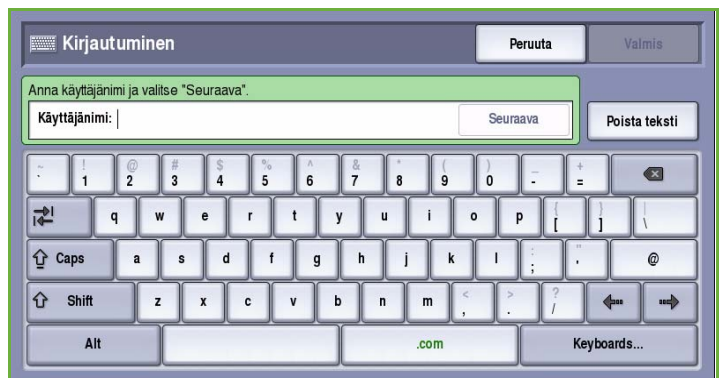 Kirjautuminen Peruuta Valmis
Anna käyttäjänimi ja valitse "Seuraava".
Käyttäjänimi: Seuraava Poista teksti
~ ` ! 1 @ 2 # 3 $ 4 % 5 ^ 6 & 7 * 8 ( 9 ) 0 _ - + =
q w e r t y u i o p { [ } ] | \
Caps a s d f g h j k l : ; " ' @
Shift z x c v b n m < , > . ? /
Alt .com Keyboards...